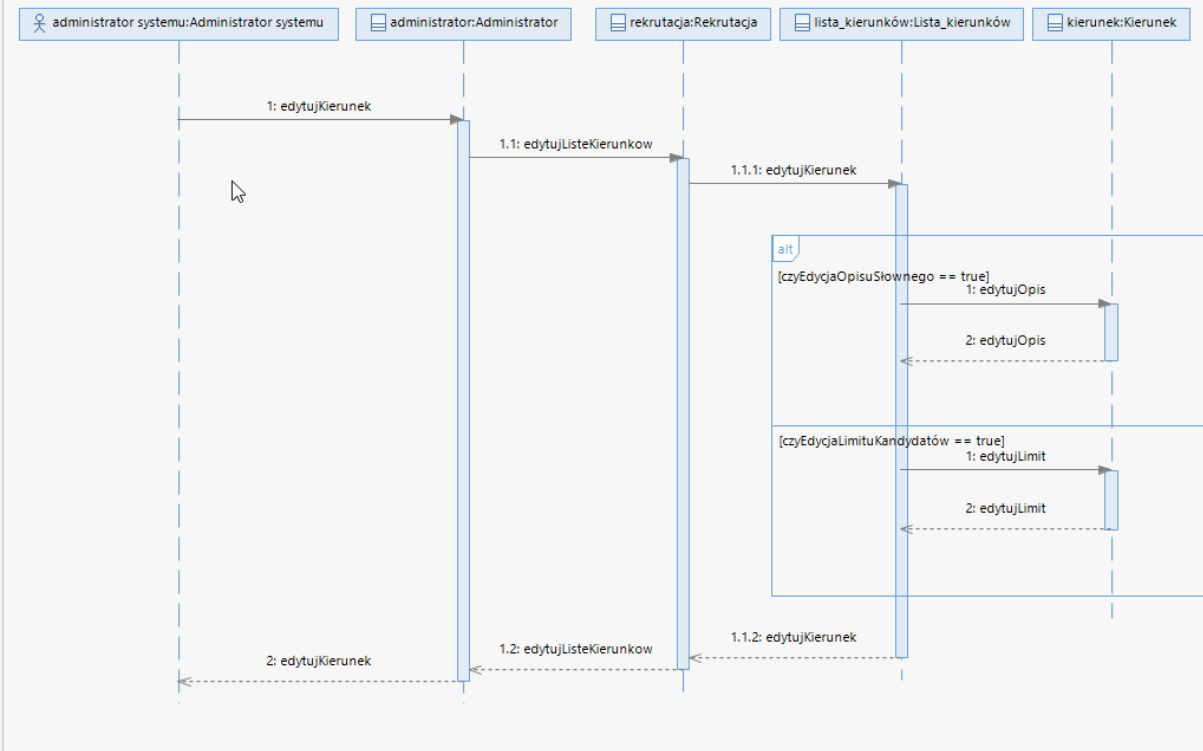 administrator systemu:Administrator systemu
administrator:Administrator
rekrutacja:Rekrutacja
lista_kierunków:Lista_kierunków
kierunek:Kierunek
1: edytujKierunek
1.1: edytujListeKierunkow
1.1.1: edytujKierunek
alt
[czyEdycjaOpisuSłownego == true]
1: edytujOpis
2: edytujOpis
[czyEdycjaLimituKandydatów == true]
1: edytujLimit
2: edytujLimit
1.1.2: edytujKierunek
1.2: edytujListeKierunkow
2: edytujKierunek